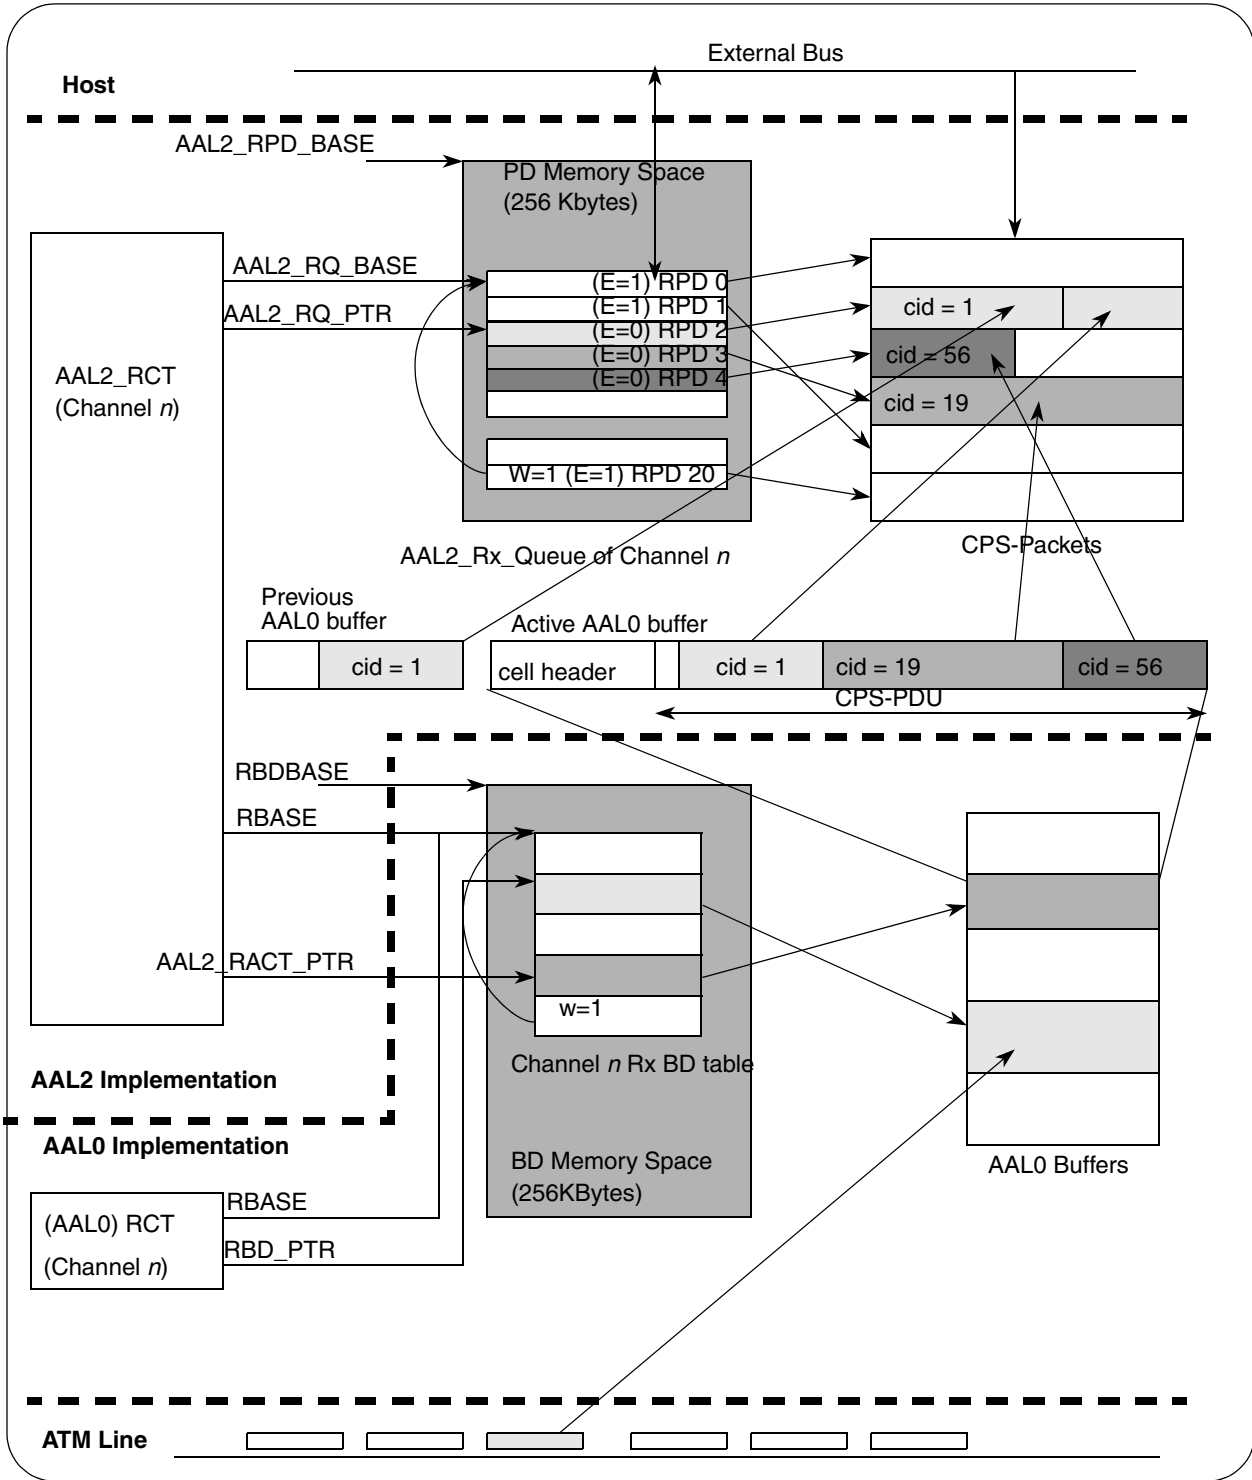 External Bus
Host
AAL2_RPD_BASE
PD Memory Space
(256 Kbytes)
AAL2_RQ_BASE
(E=1) RPD 0
(E=1) RPD 1
cid = 1
AAL2_RQ_PTR
(E=0) RPD 2
(E=0) RPD 3
cid = 56
AAL2_RCT
(Channel n)
(E=0) RPD 4
cid = 19
W=1 (E=1) RPD 20
AAL2_Rx_Queue of Channel n
CPS-Packets
Previous
AAL0 buffer
Active AAL0 buffer
cid = 1
cell header
cid = 1
cid = 19
cid = 56
CPS-PDU
RBDBASE
RBASE
AAL2_RACT_PTR
w=1
Channel n Rx BD table
AAL2 Implementation
AAL0 Implementation
BD Memory Space
(256KBytes)
AAL0 Buffers
RBASE
(AAL0) RCT
(Channel n)
RBD_PTR
ATM Line